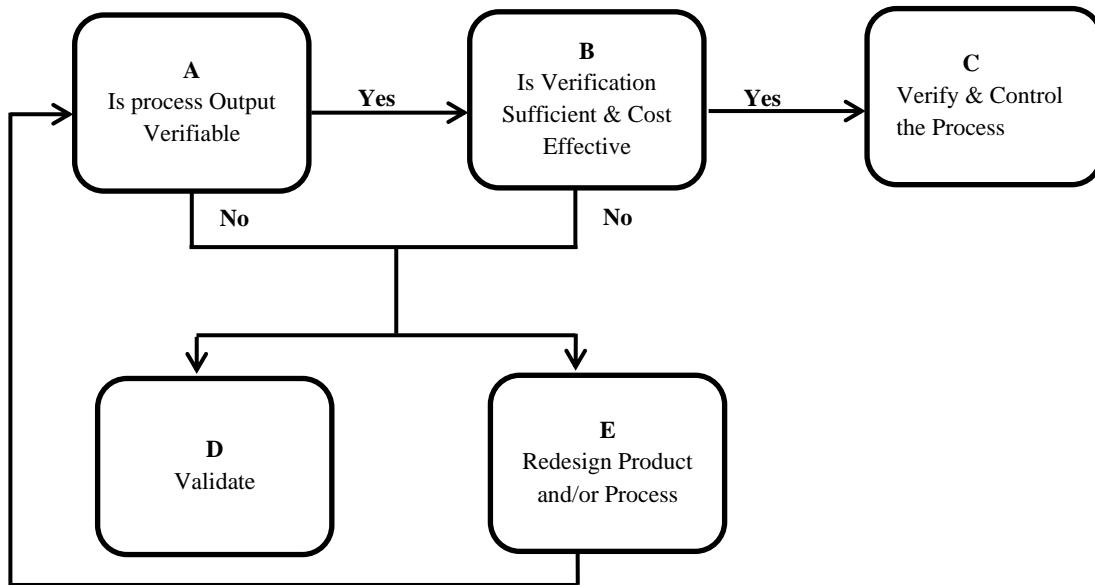 A
Is process Output
Verifiable
Yes
B
Is Verification
Sufficient & Cost
Effective
Yes
C
Verify & Control
the Process
No
No
D
Validate
E
Redesign Product
and/or Process